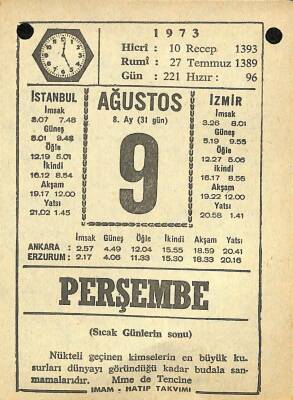 1973
Hicrî : 10 Recep 1393
Rumî : 27 Temmuz 1389
Gün : 221 Hızır : 96
İSTANBUL
İmsak
8.07 7.48
Güneş
5.01 9.48
Öğle
12.19 5.01
İkindi
16.12 8.54
Akşam
19.17 12.00
Yatsı
21.02 1.45
AĞUSTOS
8. Ay (31 gün)
9
İZMİR
İmsak
3.26 8.01
Güneş
5.19 9.55
Öğle
12.27 5.06
İkindi
16.18 8.56
Akşam
19.22 12.00
Yatsı
20.58 1.41
İmsak Güneş Öğle İkindi Akşam Yatsı
ANKARA : 2.57 4.49 12.04 15.55 18.59 20.41
ERZURUM : 2.17 4.06 11.33 15.30 18.33 20.16
PERŞEMBE
(Sıcak Günlerin sonu)
Nükteli geçinen kimselerin en büyük ku-
surları dünyayı göründüğü kadar budala san-
mamalarıdır. Mme de Tencine
İMAM - HATİP TAKVİMİ